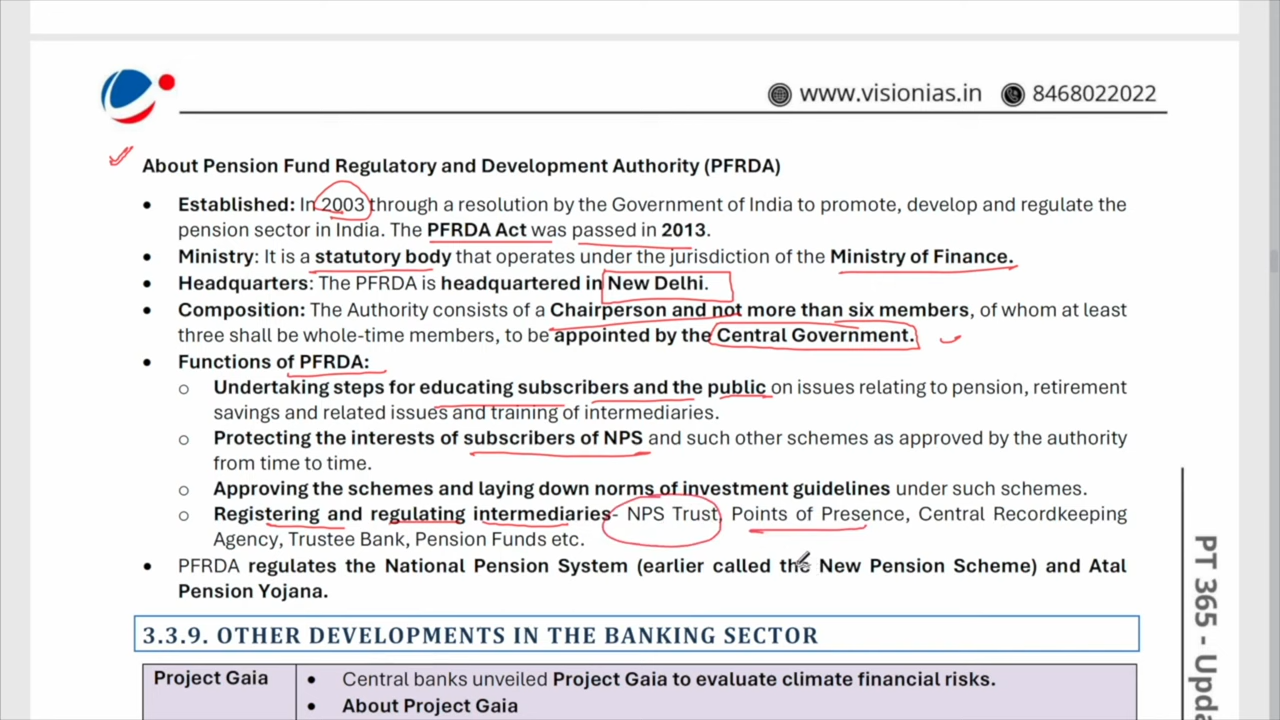 www.visionias.in 8468022022
About Pension Fund Regulatory and Development Authority (PFRDA)
• Established: In 2003 through a resolution by the Government of India to promote, develop and regulate the
pension sector in India. The PFRDA Act was passed in 2013.
• Ministry: It is a statutory body that operates under the jurisdiction of the Ministry of Finance.
• Headquarters: The PFRDA is headquartered in New Delhi.
• Composition: The Authority consists of a Chairperson and not more than six members, of whom at least
three shall be whole-time members, to be appointed by the Central Government.
• Functions of PFRDA:
o Undertaking steps for educating subscribers and the public on issues relating to pension, retirement
savings and related issues and training of intermediaries.
o Protecting the interests of subscribers of NPS and such other schemes as approved by the authority
from time to time.
o Approving the schemes and laying down norms of investment guidelines under such schemes.
o Registering and regulating intermediaries- NPS Trust, Points of Presence, Central Recordkeeping
Agency, Trustee Bank, Pension Funds etc.
• PFRDA regulates the National Pension System (earlier called the New Pension Scheme) and Atal
Pension Yojana.
3.3.9. OTHER DEVELOPMENTS IN THE BANKING SECTOR
Project Gaia
• Central banks unveiled Project Gaia to evaluate climate financial risks.
• About Project Gaia
PT 365 -